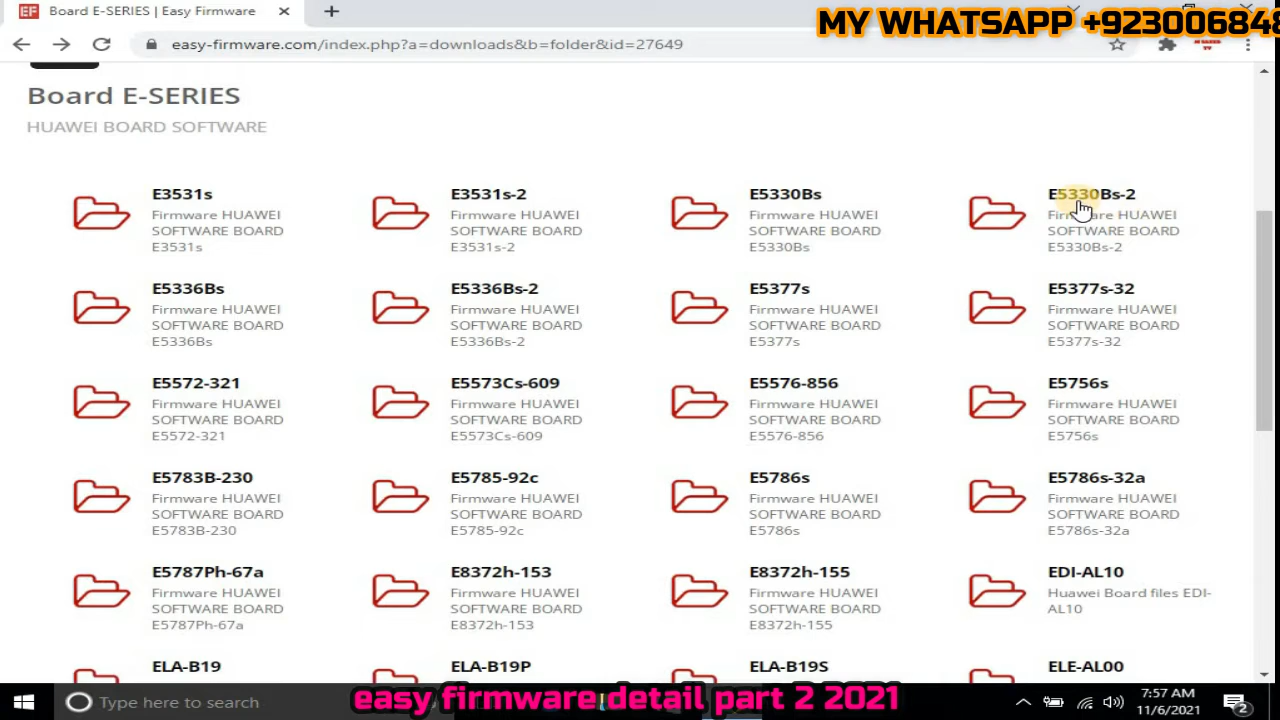 EF Board E-SERIES | Easy Firmware
MY WHATSAPP +923006848
easy-firmware.com/index.php?a=downloads&b=folder&id=27649
Board E-SERIES
HUAWEI BOARD SOFTWARE
E3531s
Firmware HUAWEI
SOFTWARE BOARD
E3531s
E3531s-2
Firmware HUAWEI
SOFTWARE BOARD
E3531s-2
E5330Bs
Firmware HUAWEI
SOFTWARE BOARD
E5330Bs
E5330Bs-2
Firmware HUAWEI
SOFTWARE BOARD
E5330Bs-2
E5336Bs
Firmware HUAWEI
SOFTWARE BOARD
E5336Bs
E5336Bs-2
Firmware HUAWEI
SOFTWARE BOARD
E5336Bs-2
E5377s
Firmware HUAWEI
SOFTWARE BOARD
E5377s
E5377s-32
Firmware HUAWEI
SOFTWARE BOARD
E5377s-32
E5572-321
Firmware HUAWEI
SOFTWARE BOARD
E5572-321
E5573Cs-609
Firmware HUAWEI
SOFTWARE BOARD
E5573Cs-609
E5576-856
Firmware HUAWEI
SOFTWARE BOARD
E5576-856
E5756s
Firmware HUAWEI
SOFTWARE BOARD
E5756s
E5783B-230
Firmware HUAWEI
SOFTWARE BOARD
E5783B-230
E5785-92c
Firmware HUAWEI
SOFTWARE BOARD
E5785-92c
E5786s
Firmware HUAWEI
SOFTWARE BOARD
E5786s
E5786s-32a
Firmware HUAWEI
SOFTWARE BOARD
E5786s-32a
E5787Ph-67a
Firmware HUAWEI
SOFTWARE BOARD
E5787Ph-67a
E8372h-153
Firmware HUAWEI
SOFTWARE BOARD
E8372h-153
E8372h-155
Firmware HUAWEI
SOFTWARE BOARD
E8372h-155
EDI-AL10
Huawei Board files EDI-
AL10
ELA-B19
ELA-B19P
ELA-B19S
ELE-AL00
Type here to search
easy firmware detail part 2 2021
7:57 AM
11/6/2021
2